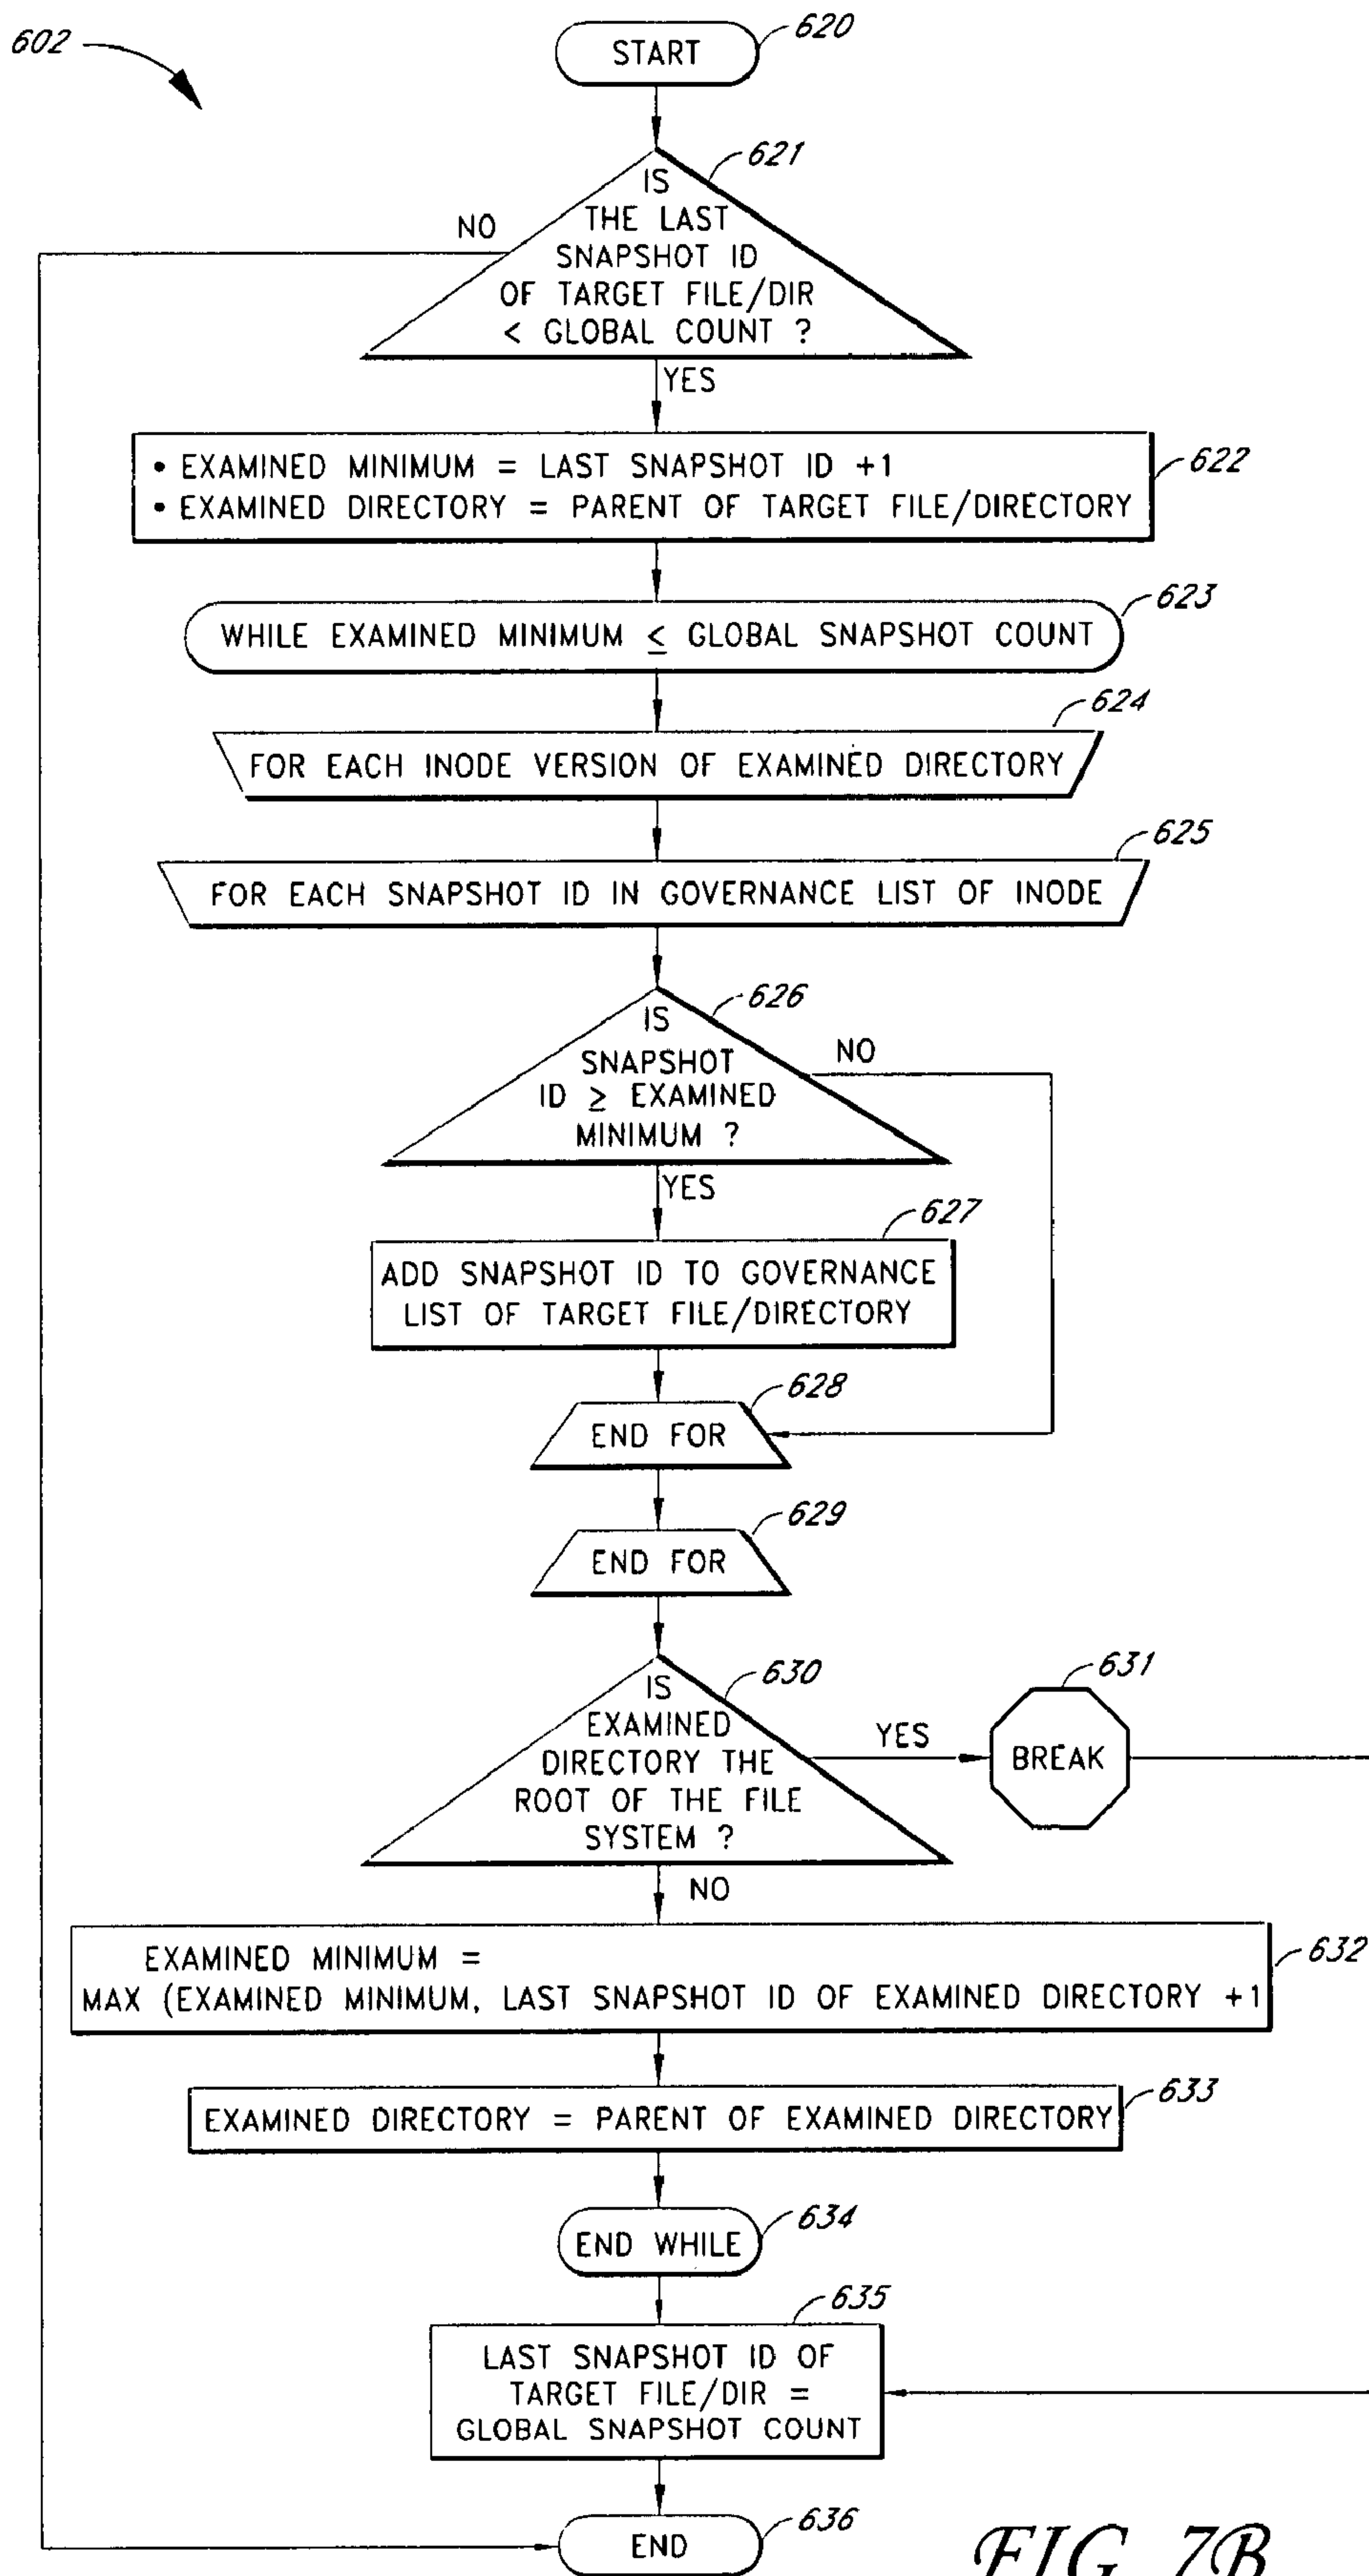 602
START
620
621
IS
THE LAST
SNAPSHOT ID
OF TARGET FILE/DIR
< GLOBAL COUNT ?
NO
YES
• EXAMINED MINIMUM = LAST SNAPSHOT ID +1
• EXAMINED DIRECTORY = PARENT OF TARGET FILE/DIRECTORY
622
WHILE EXAMINED MINIMUM ≤ GLOBAL SNAPSHOT COUNT
623
624
FOR EACH INODE VERSION OF EXAMINED DIRECTORY
625
FOR EACH SNAPSHOT ID IN GOVERNANCE LIST OF INODE
626
IS
SNAPSHOT
ID ≥ EXAMINED
MINIMUM ?
NO
YES
627
ADD SNAPSHOT ID TO GOVERNANCE
LIST OF TARGET FILE/DIRECTORY
628
END FOR
629
END FOR
630
IS
EXAMINED
DIRECTORY THE
ROOT OF THE FILE
SYSTEM ?
YES
631
BREAK
NO
632
EXAMINED MINIMUM =
MAX (EXAMINED MINIMUM, LAST SNAPSHOT ID OF EXAMINED DIRECTORY +1
633
EXAMINED DIRECTORY = PARENT OF EXAMINED DIRECTORY
634
END WHILE
635
LAST SNAPSHOT ID OF
TARGET FILE/DIR =
GLOBAL SNAPSHOT COUNT
636
END
FIG. 7B